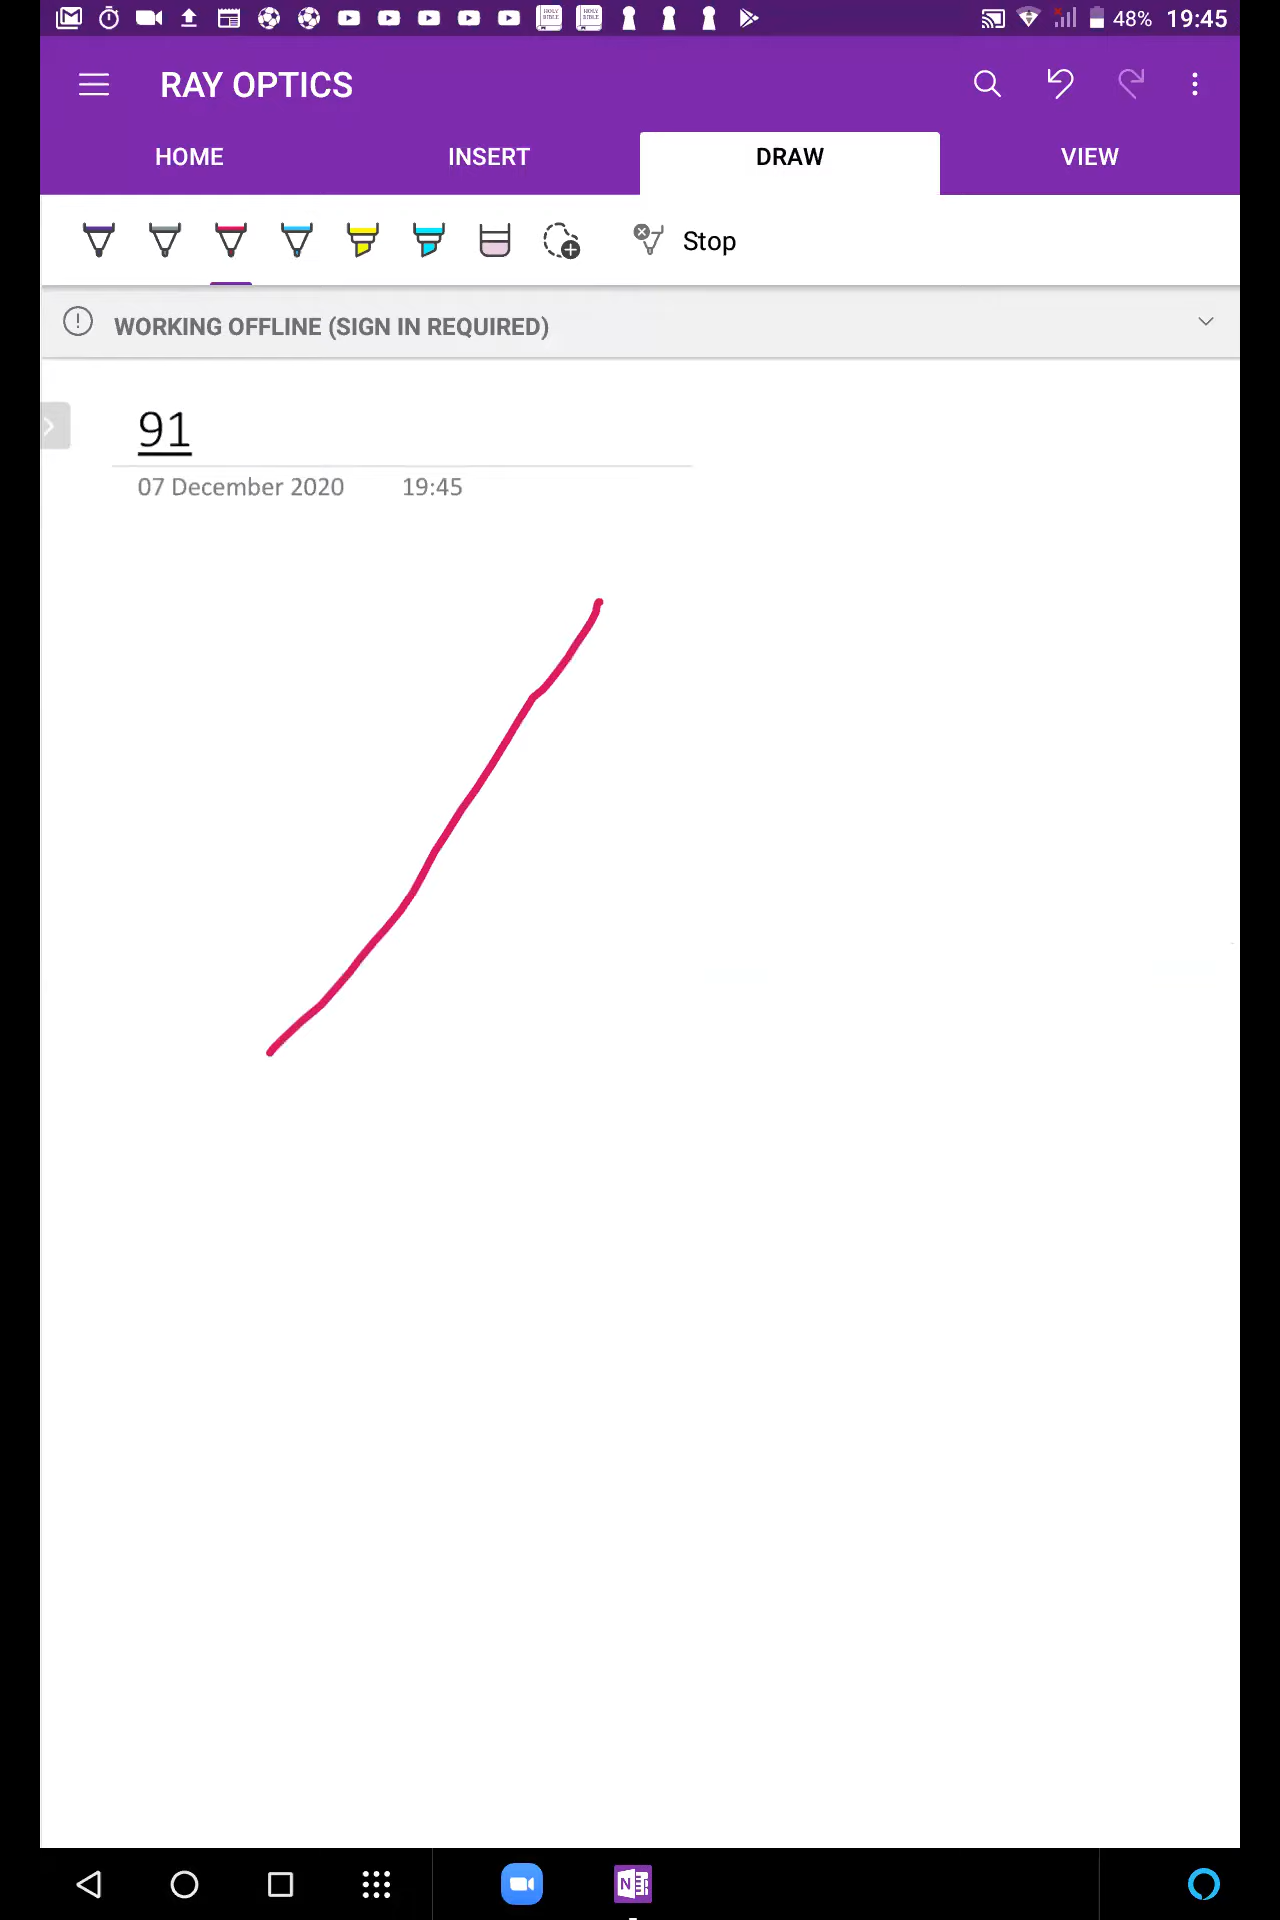 48% 19:45
RAY OPTICS
HOME INSERT DRAW VIEW
Stop
WORKING OFFLINE (SIGN IN REQUIRED)
91
07 December 2020 19:45